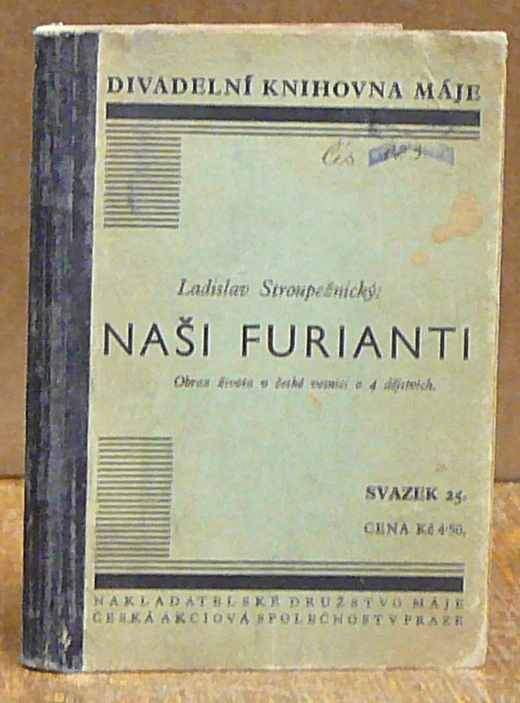 DIVADELNÍ KNIHOVNA MÁJE
Čís
Ladislav Stroupežnický:
NAŠI FURIANTI
Obraz života v české vesnici o 4 dějstvích.
SVAZEK 25.
CENA Kč 4·50.
NAKLADATELSKÉ DRUŽSTVO MÁJE
ČESKÁ AKCIOVÁ SPOLEČNOST V PRAZE